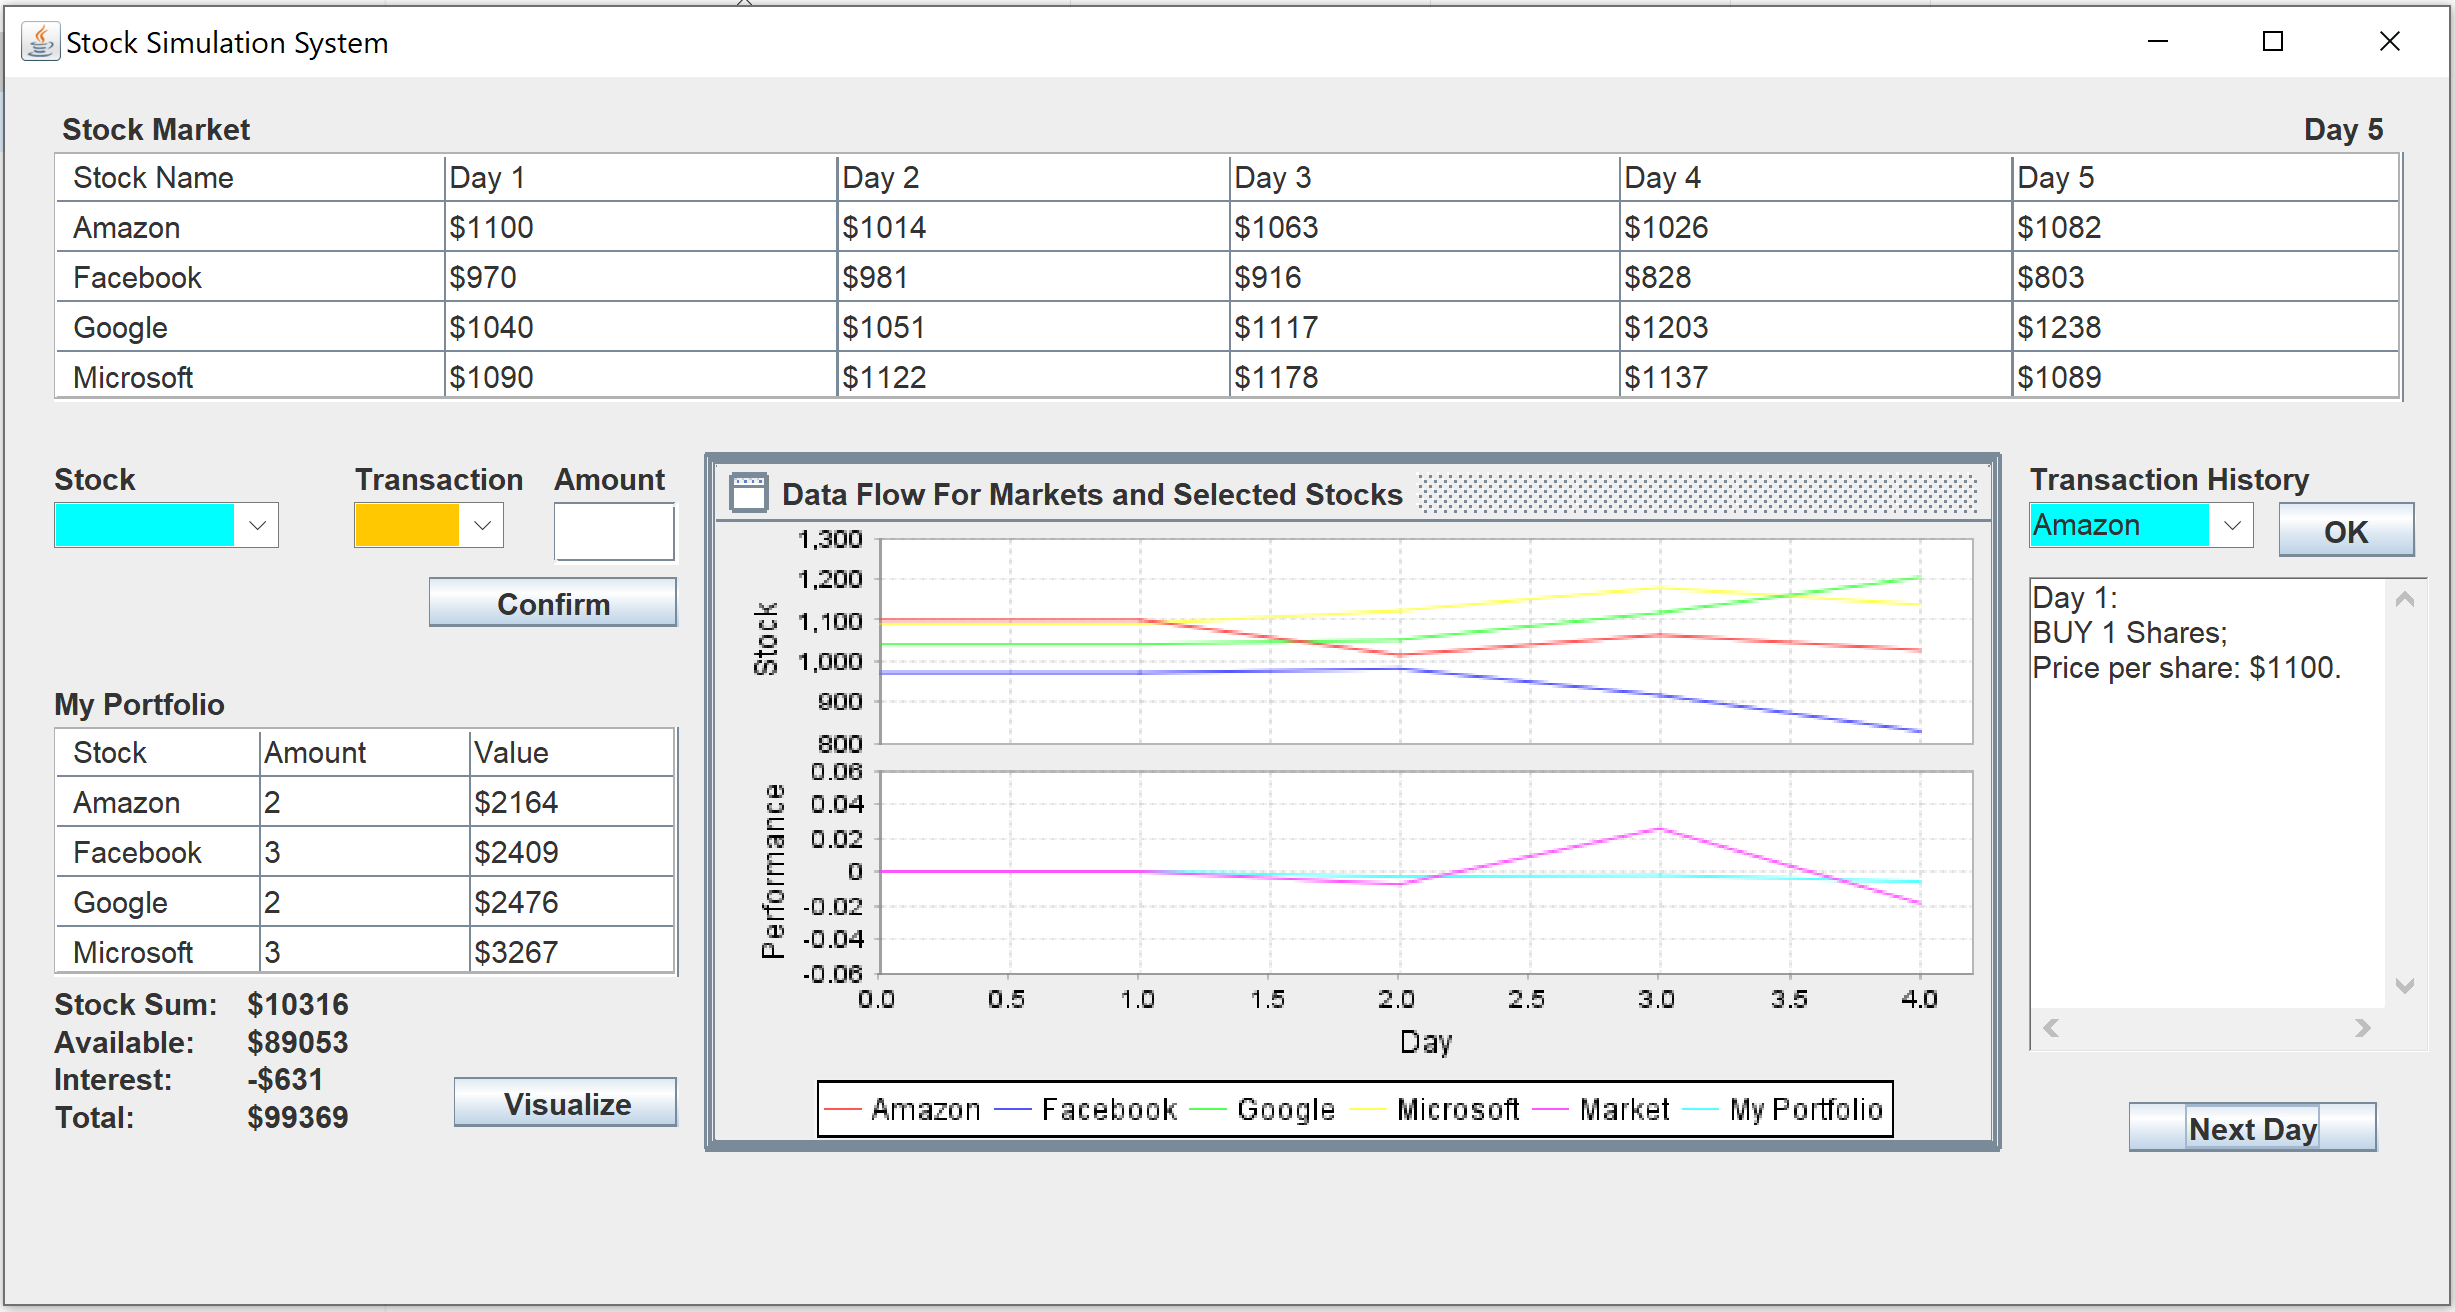 Stock Simulation System
Stock Market Day 5
Stock Name Day 1 Day 2 Day 3 Day 4 Day 5
Amazon $1100 $1014 $1063 $1026 $1082
Facebook $970 $981 $916 $828 $803
Google $1040 $1051 $1117 $1203 $1238
Microsoft $1090 $1122 $1178 $1137 $1089
Stock Transaction Amount
Confirm
My Portfolio
Stock Amount Value
Amazon 2 $2164
Facebook 3 $2409
Google 2 $2476
Microsoft 3 $3267
Stock Sum: $10316
Available: $89053
Interest: -$631
Total: $99369
Visualize
Data Flow For Markets and Selected Stocks
Stock
1,300
1,200
1,100
1,000
900
800
Performance
0.06
0.04
0.02
0
-0.02
-0.04
-0.06
0.0 0.5 1.0 1.5 2.0 2.5 3.0 3.5 4.0
Day
Amazon Facebook Google Microsoft Market My Portfolio
Transaction History
Amazon OK
Day 1:
BUY 1 Shares;
Price per share: $1100.
Next Day